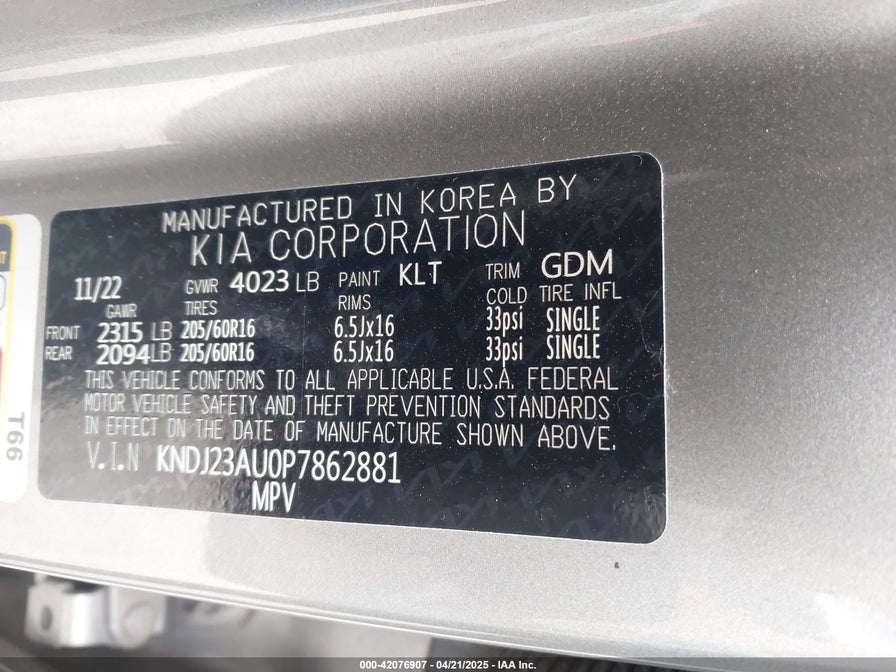 MANUFACTURED IN KOREA BY
KIA CORPORATION
11/22 GVWR 4023 LB PAINT KLT TRIM GDM
GAWR TIRES RIMS COLD TIRE INFL
FRONT 2315 LB 205/60R16 6.5Jx16 33psi SINGLE
REAR 2094 LB 205/60R16 6.5Jx16 33psi SINGLE
THIS VEHICLE CONFORMS TO ALL APPLICABLE U.S.A. FEDERAL
MOTOR VEHICLE SAFETY AND THEFT PREVENTION STANDARDS
IN EFFECT ON THE DATE OF MANUFACTURE SHOWN ABOVE.
V.I.N KNDJ23AU0P7862881
MPV
T66
000-42076907 - 04/21/2025 - IAA Inc.